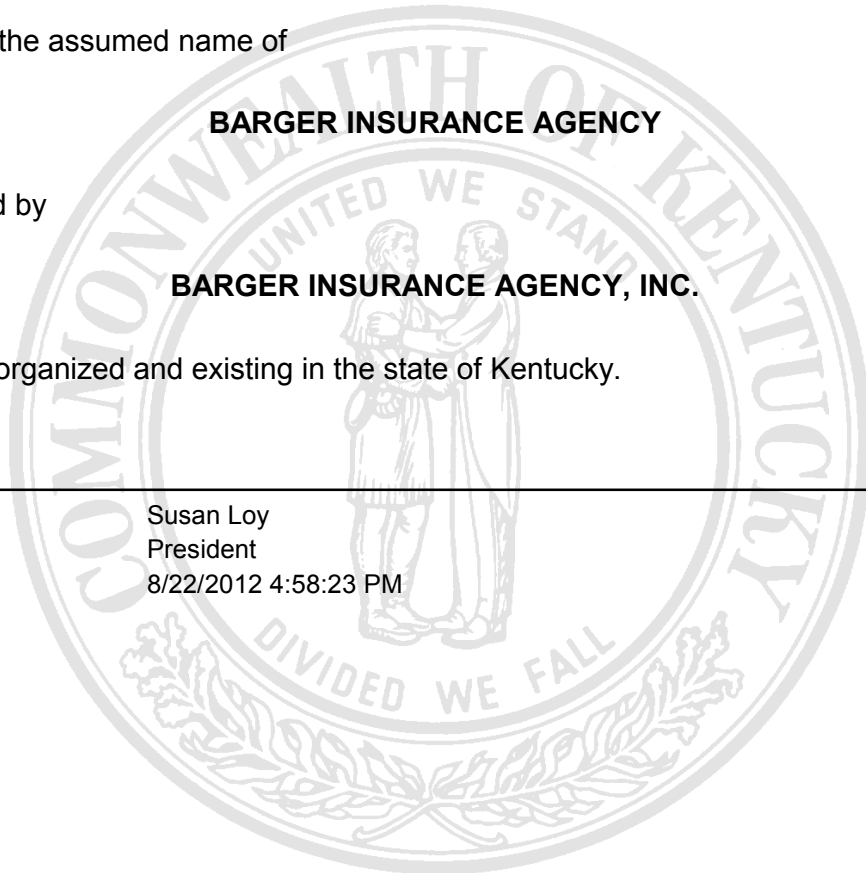 the assumed name of
BARGER INSURANCE AGENCY
d by
BARGER INSURANCE AGENCY, INC.
organized and existing in the state of Kentucky.
Susan Loy
President
8/22/2012 4:58:23 PM
COMMONWEALTH OF KENTUCKY
UNITED WE STAND
DIVIDED WE FALL